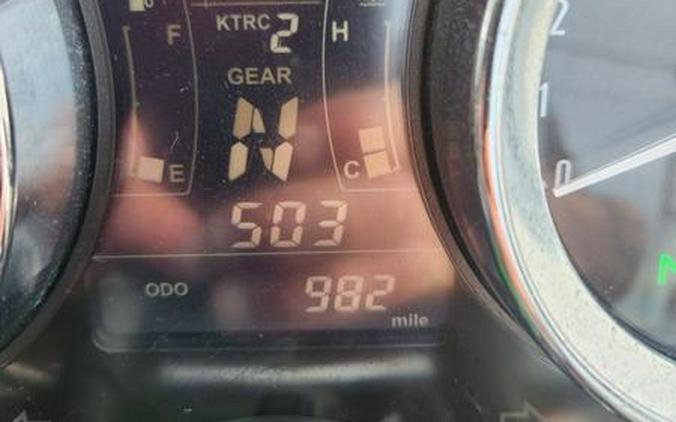 F KTRC 2 H
GEAR
N
E C
503
ODO 982
mile
2
1
0
N